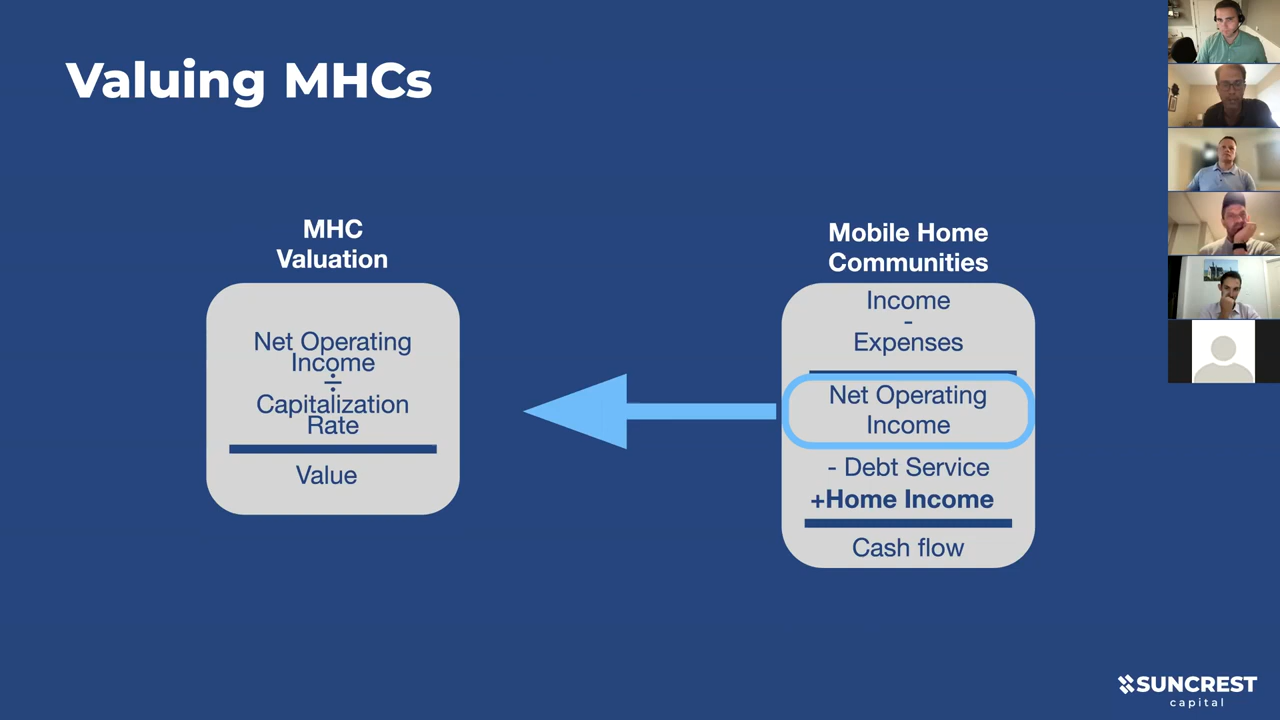 Valuing MHCs
MHC
Valuation
Net Operating
Income
÷
Capitalization
Rate
Value
Mobile Home
Communities
Income
-
Expenses
Net Operating
Income
- Debt Service
+Home Income
Cash flow
SUNCREST
capital